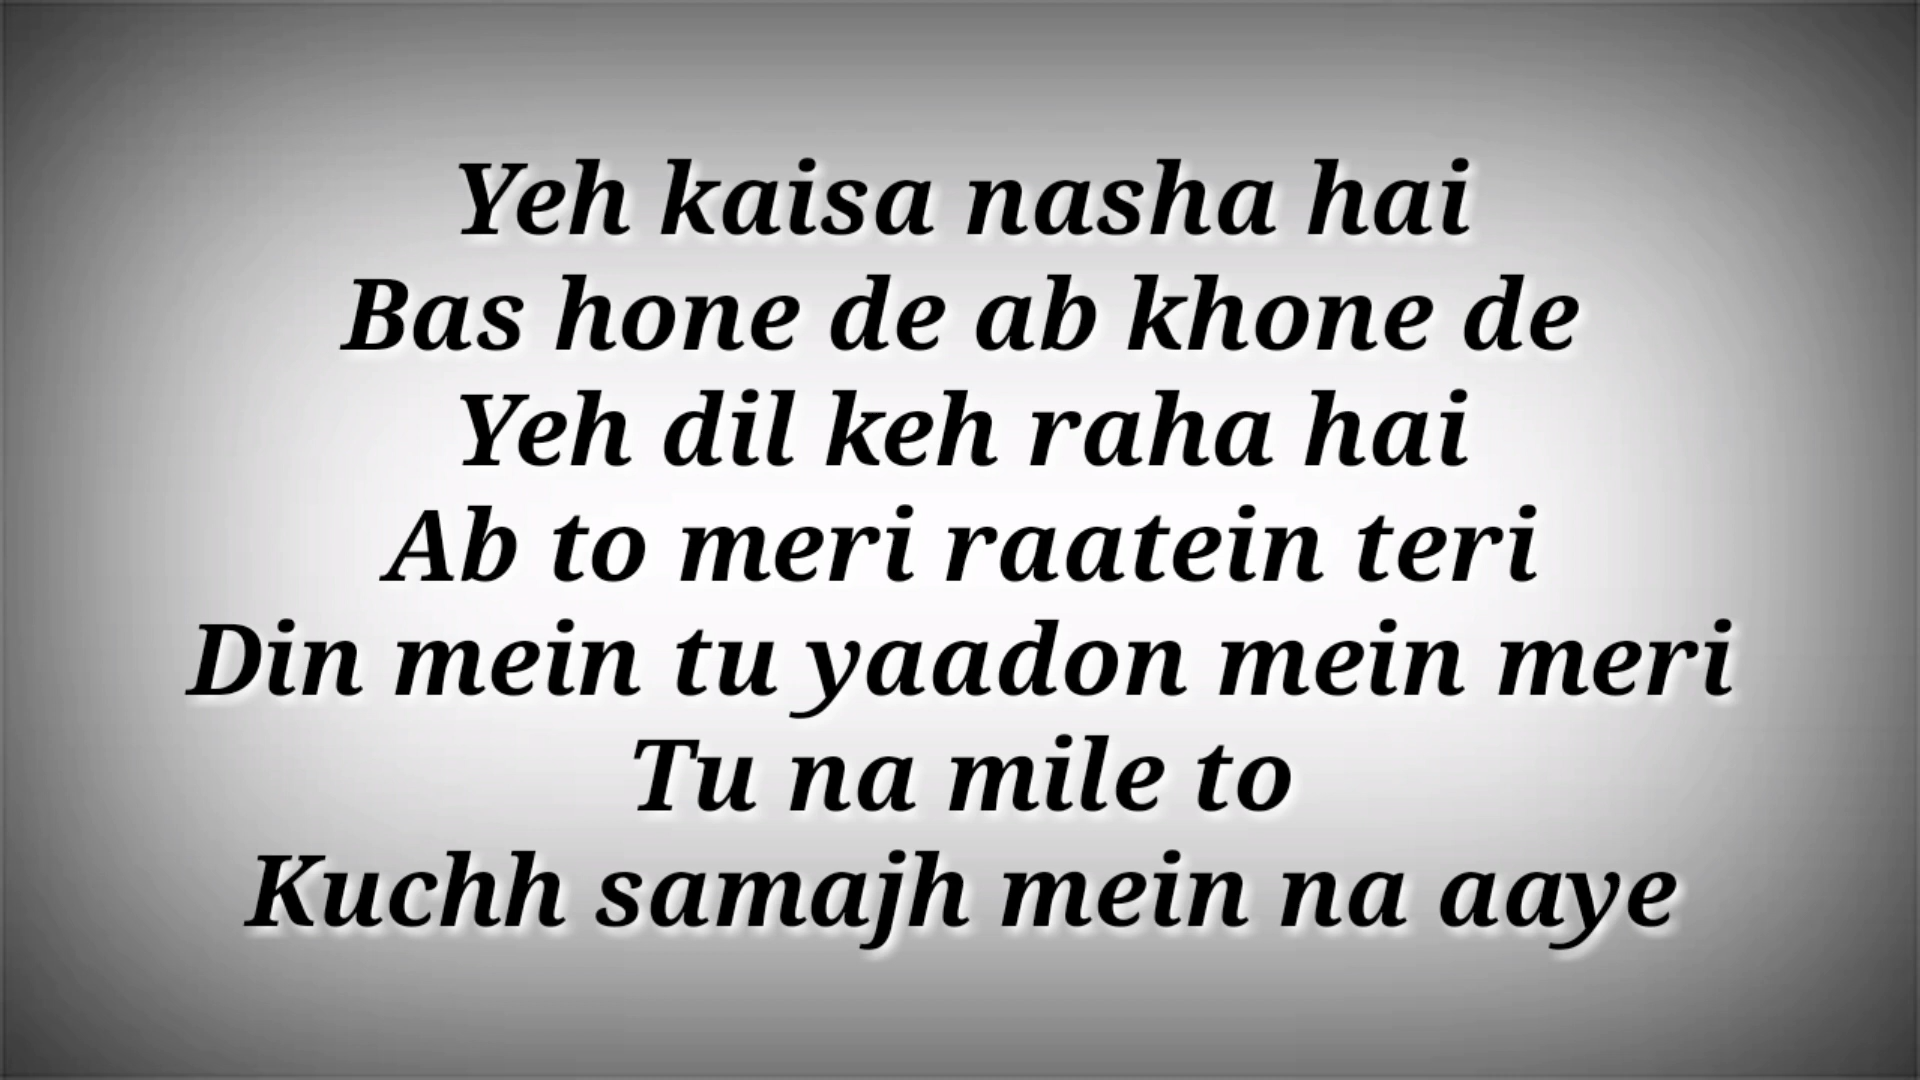 Yeh kaisa nasha hai
Bas hone de ab khone de
Yeh dil keh raha hai
Ab to meri raatein teri
Din mein tu yaadon mein meri
Tu na mile to
Kuchh samajh mein na aaye